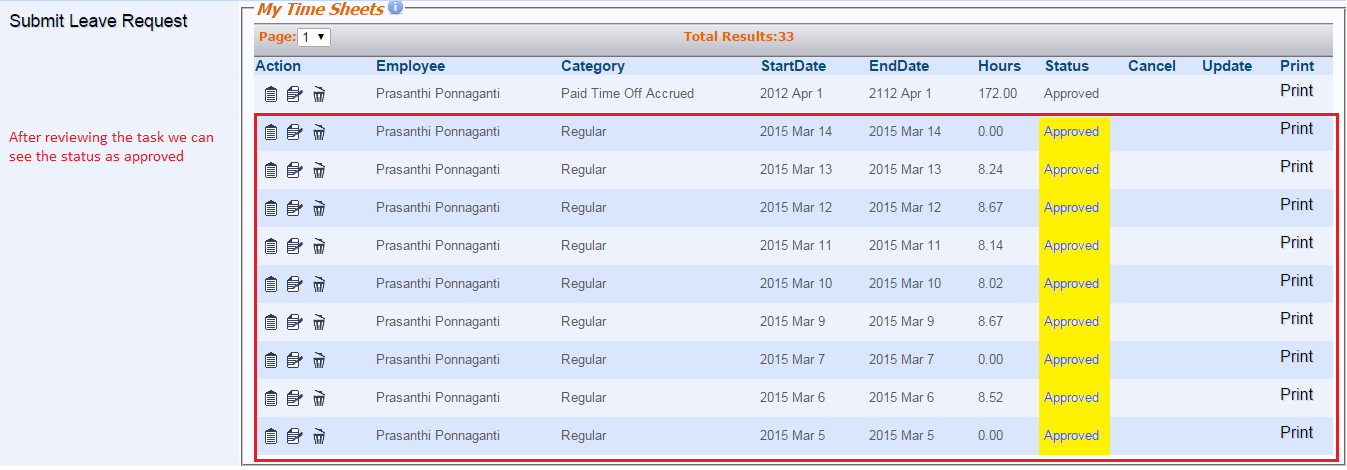 Submit Leave Request
After reviewing the task we can
see the status as approved
My Time Sheets i
Page: 1 Total Results:33
Action Employee Category StartDate EndDate Hours Status Cancel Update Print
Prasanthi Ponnaganti Paid Time Off Accrued 2012 Apr 1 2112 Apr 1 172.00 Approved Print
Prasanthi Ponnaganti Regular 2015 Mar 14 2015 Mar 14 0.00 Approved Print
Prasanthi Ponnaganti Regular 2015 Mar 13 2015 Mar 13 8.24 Approved Print
Prasanthi Ponnaganti Regular 2015 Mar 12 2015 Mar 12 8.67 Approved Print
Prasanthi Ponnaganti Regular 2015 Mar 11 2015 Mar 11 8.14 Approved Print
Prasanthi Ponnaganti Regular 2015 Mar 10 2015 Mar 10 8.02 Approved Print
Prasanthi Ponnaganti Regular 2015 Mar 9 2015 Mar 9 8.67 Approved Print
Prasanthi Ponnaganti Regular 2015 Mar 7 2015 Mar 7 0.00 Approved Print
Prasanthi Ponnaganti Regular 2015 Mar 6 2015 Mar 6 8.52 Approved Print
Prasanthi Ponnaganti Regular 2015 Mar 5 2015 Mar 5 0.00 Approved Print